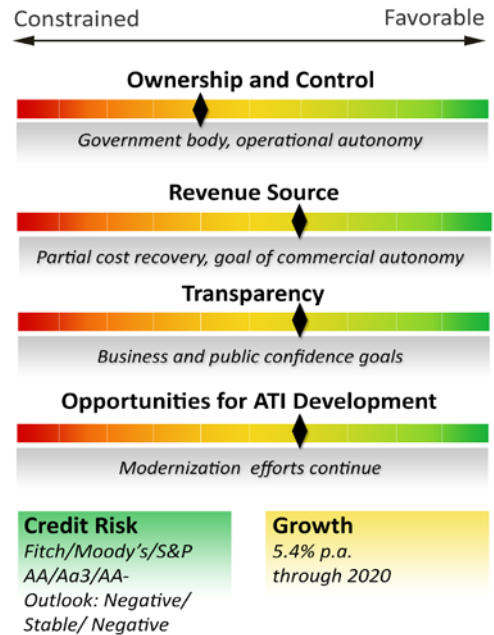 Constrained Favorable
Ownership and Control
Government body, operational autonomy
Revenue Source
Partial cost recovery, goal of commercial autonomy
Transparency
Business and public confidence goals
Opportunities for ATI Development
Modernization efforts continue
Credit Risk
Fitch/Moody's/S&P
AA/Aa3/AA-
Outlook: Negative/
Stable/ Negative
Growth
5.4% p.a.
through 2020